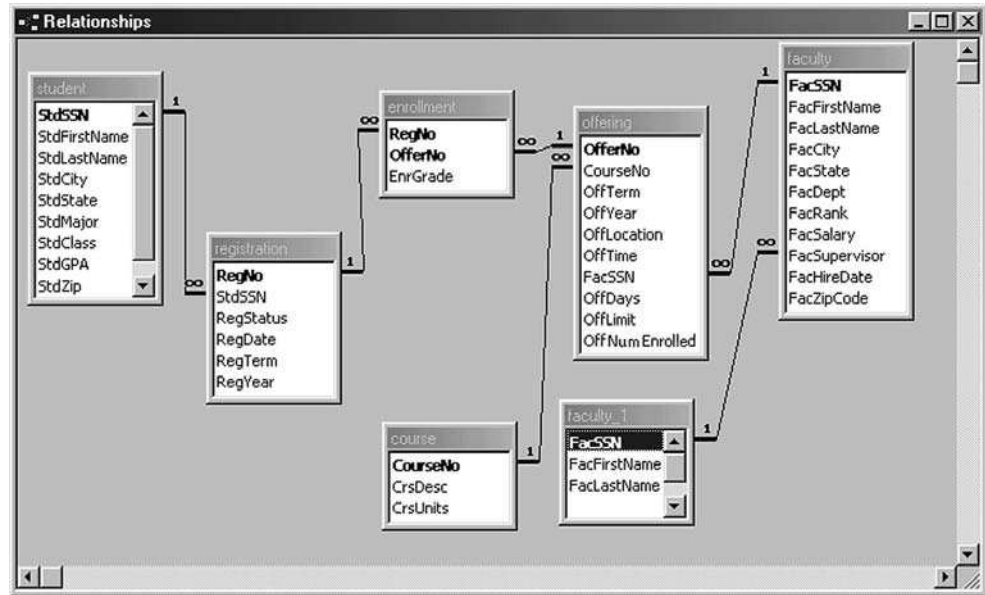 Relationships
student
StdSSN
StdFirstName
StdLastName
StdCity
StdState
StdMajor
StdClass
StdGPA
StdZip
1
∞
registration
RegNo
StdSSN
RegStatus
RegDate
RegTerm
RegYear
1
∞
enrollment
RegNo
OfferNo
EnrGrade
∞
1
∞
offering
OfferNo
CourseNo
OffTerm
OffYear
OffLocation
OffTime
FacSSN
OffDays
OffLimit
OffNumEnrolled
∞
1
faculty
FacSSN
FacFirstName
FacLastName
FacCity
FacState
FacDept
FacRank
FacSalary
FacSupervisor
FacHireDate
FacZipCode
∞
course
CourseNo
CrsDesc
CrsUnits
1
faculty_1
FacSSN
FacFirstName
FacLastName
1